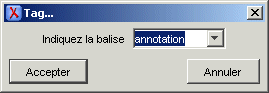 Tag...
Indiquez la balise annotation
Accepter Annuler